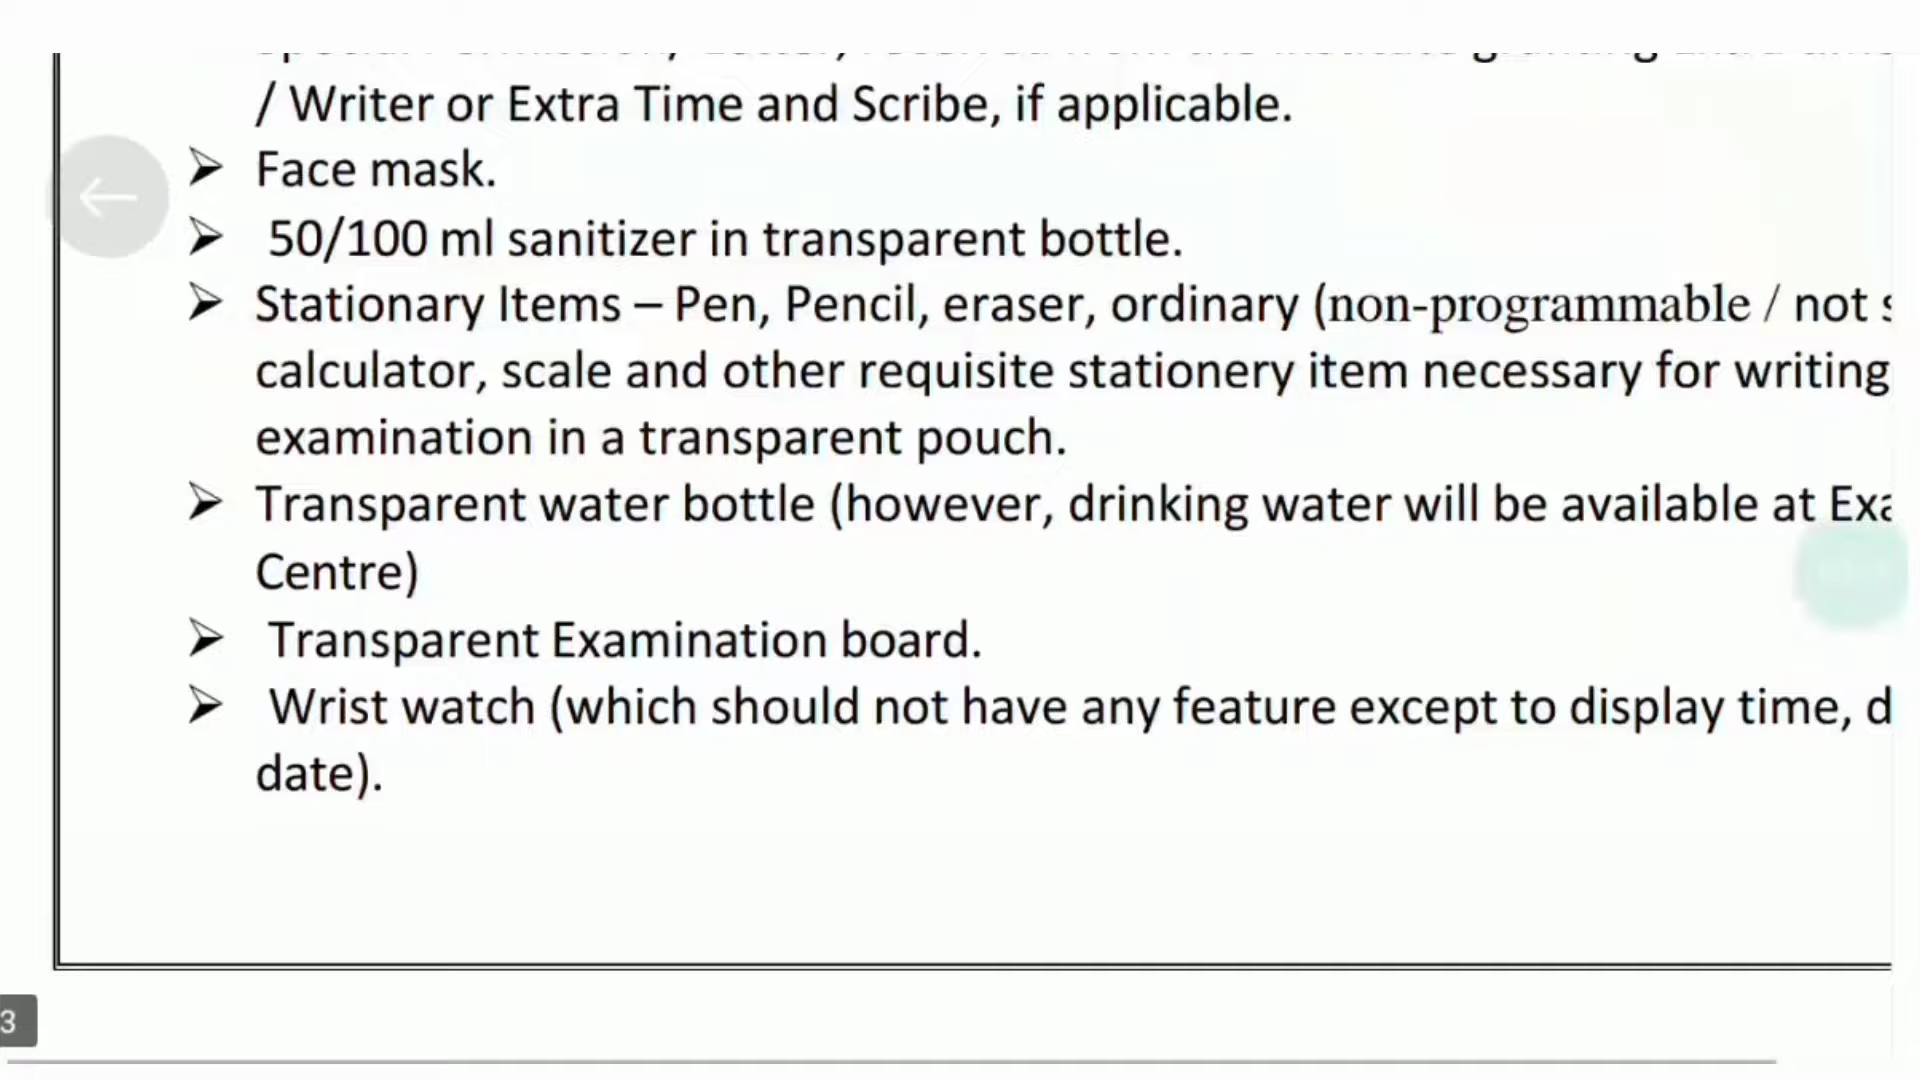 / Writer or Extra Time and Scribe, if applicable.
➢ Face mask.
➢ 50/100 ml sanitizer in transparent bottle.
➢ Stationary Items – Pen, Pencil, eraser, ordinary (non-programmable / not
calculator, scale and other requisite stationery item necessary for writing
examination in a transparent pouch.
➢ Transparent water bottle (however, drinking water will be available at
Centre)
➢ Transparent Examination board.
➢ Wrist watch (which should not have any feature except to display time,
date).
3